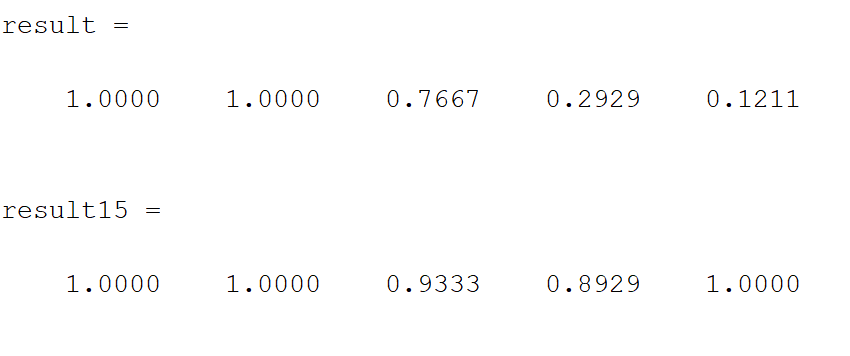 result =
1.0000 1.0000 0.7667 0.2929 0.1211
result15 =
1.0000 1.0000 0.9333 0.8929 1.0000